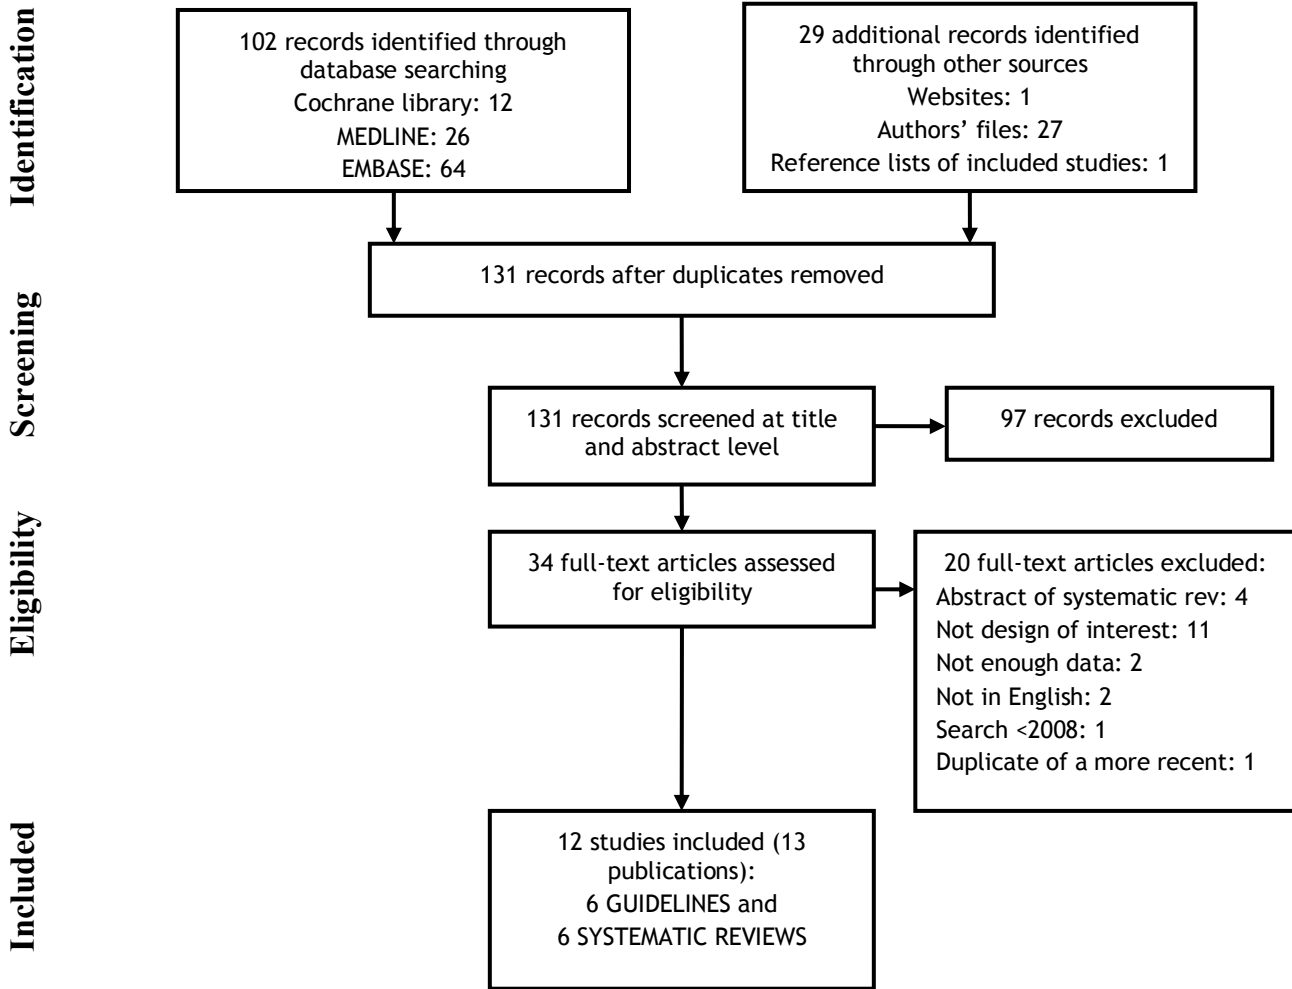 Identification
102 records identified through
database searching
Cochrane library: 12
MEDLINE: 26
EMBASE: 64
29 additional records identified
through other sources
Websites: 1
Authors’ files: 27
Reference lists of included studies: 1
131 records after duplicates removed
Screening
131 records screened at title
and abstract level
97 records excluded
Eligibility
34 full-text articles assessed
for eligibility
20 full-text articles excluded:
Abstract of systematic rev: 4
Not design of interest: 11
Not enough data: 2
Not in English: 2
Search <2008: 1
Duplicate of a more recent: 1
Included
12 studies included (13
publications):
6 GUIDELINES and
6 SYSTEMATIC REVIEWS